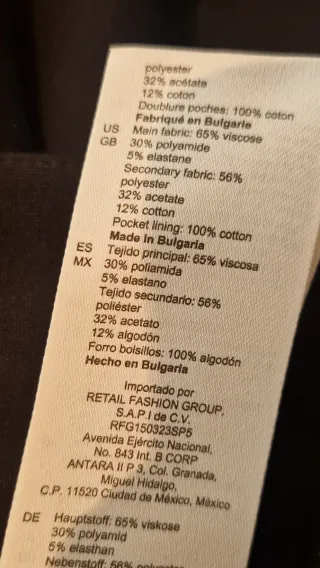 polyester
32% acétate
12% coton
Doublure poches: 100% coton
Fabriqué en Bulgarie
US Main fabric: 65% viscose
GB 30% polyamide
5% elastane
Secondary fabric: 56%
polyester
32% acetate
12% cotton
Pocket lining: 100% cotton
Made in Bulgaria
ES Tejido principal: 65% viscosa
MX 30% poliamida
5% elastano
Tejido secundario: 56%
poliéster
32% acetato
12% algodón
Forro bolsillos: 100% algodón
Hecho en Bulgaria
Importado por
RETAIL FASHION GROUP,
S.A.P.I de C.V.
RFG150323SP5
Avenida Ejército Nacional,
No. 843 Int. B CORP
ANTARA II P 3, Col. Granada,
Miguel Hidalgo,
C.P. 11520 Ciudad de México, México
DE Hauptstoff: 65% viskose
30% polyamid
5% elasthan
Nebenstoff: 56% polyester